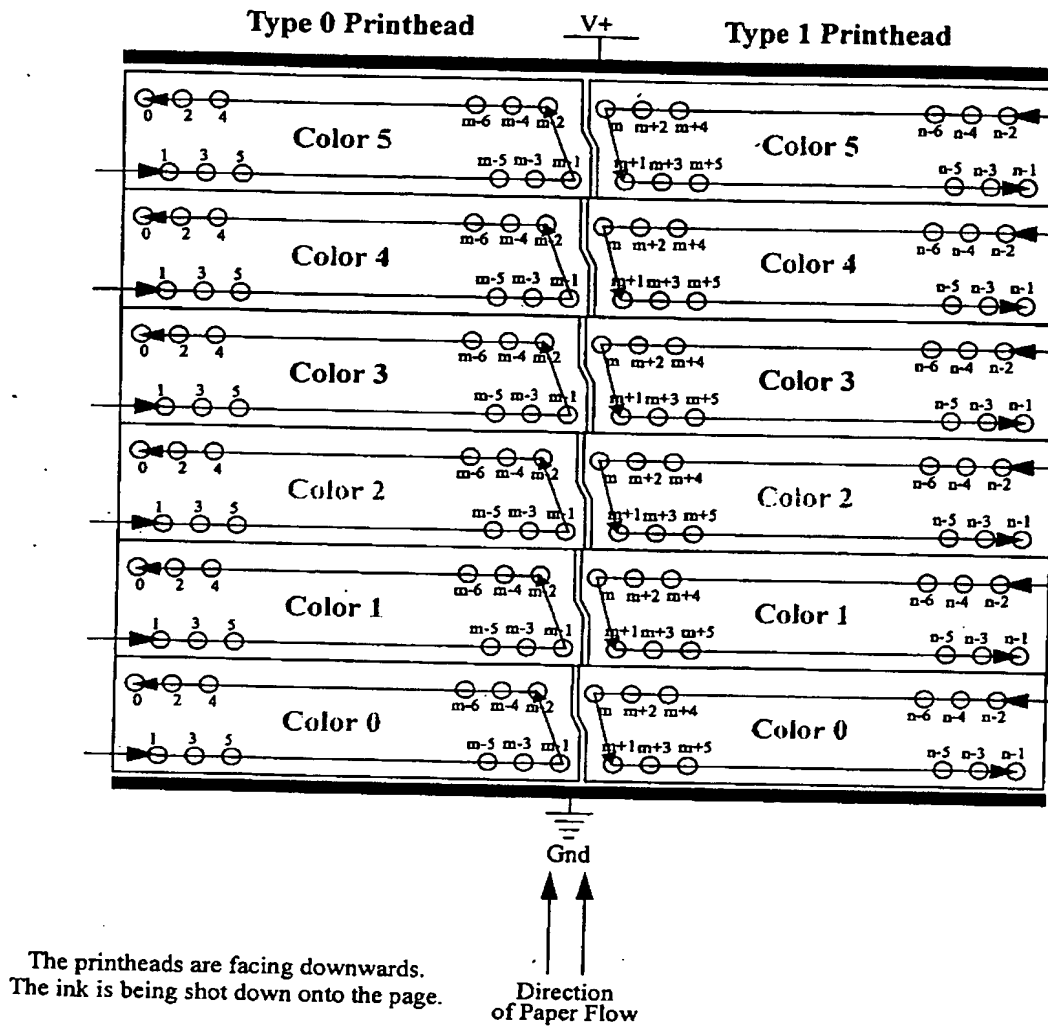 Type 0 Printhead V+ Type 1 Printhead
0 2 4 m-6 m-4 m-2 m m+2 m+4 n-6 n-4 n-2
Color 5 Color 5
1 3 5 m-5 m-3 m-1 m+1 m+3 m+5 n-5 n-3 n-1
0 2 4 m-6 m-4 m-2 m m+2 m+4 n-6 n-4 n-2
Color 4 Color 4
1 3 5 m-5 m-3 m-1 m+1 m+3 m+5 n-5 n-3 n-1
0 2 4 m-6 m-4 m-2 m m+2 m+4 n-6 n-4 n-2
Color 3 Color 3
1 3 5 m-5 m-3 m-1 m+1 m+3 m+5 n-5 n-3 n-1
0 2 4 m-6 m-4 m-2 m m+2 m+4 n-6 n-4 n-2
Color 2 Color 2
1 3 5 m-5 m-3 m-1 m+1 m+3 m+5 n-5 n-3 n-1
0 2 4 m-6 m-4 m-2 m m+2 m+4 n-6 n-4 n-2
Color 1 Color 1
1 3 5 m-5 m-3 m-1 m+1 m+3 m+5 n-5 n-3 n-1
0 2 4 m-6 m-4 m-2 m m+2 m+4 n-6 n-4 n-2
Color 0 Color 0
1 3 5 m-5 m-3 m-1 m+1 m+3 m+5 n-5 n-3 n-1
Gnd
The printheads are facing downwards.
The ink is being shot down onto the page.
Direction
of Paper Flow